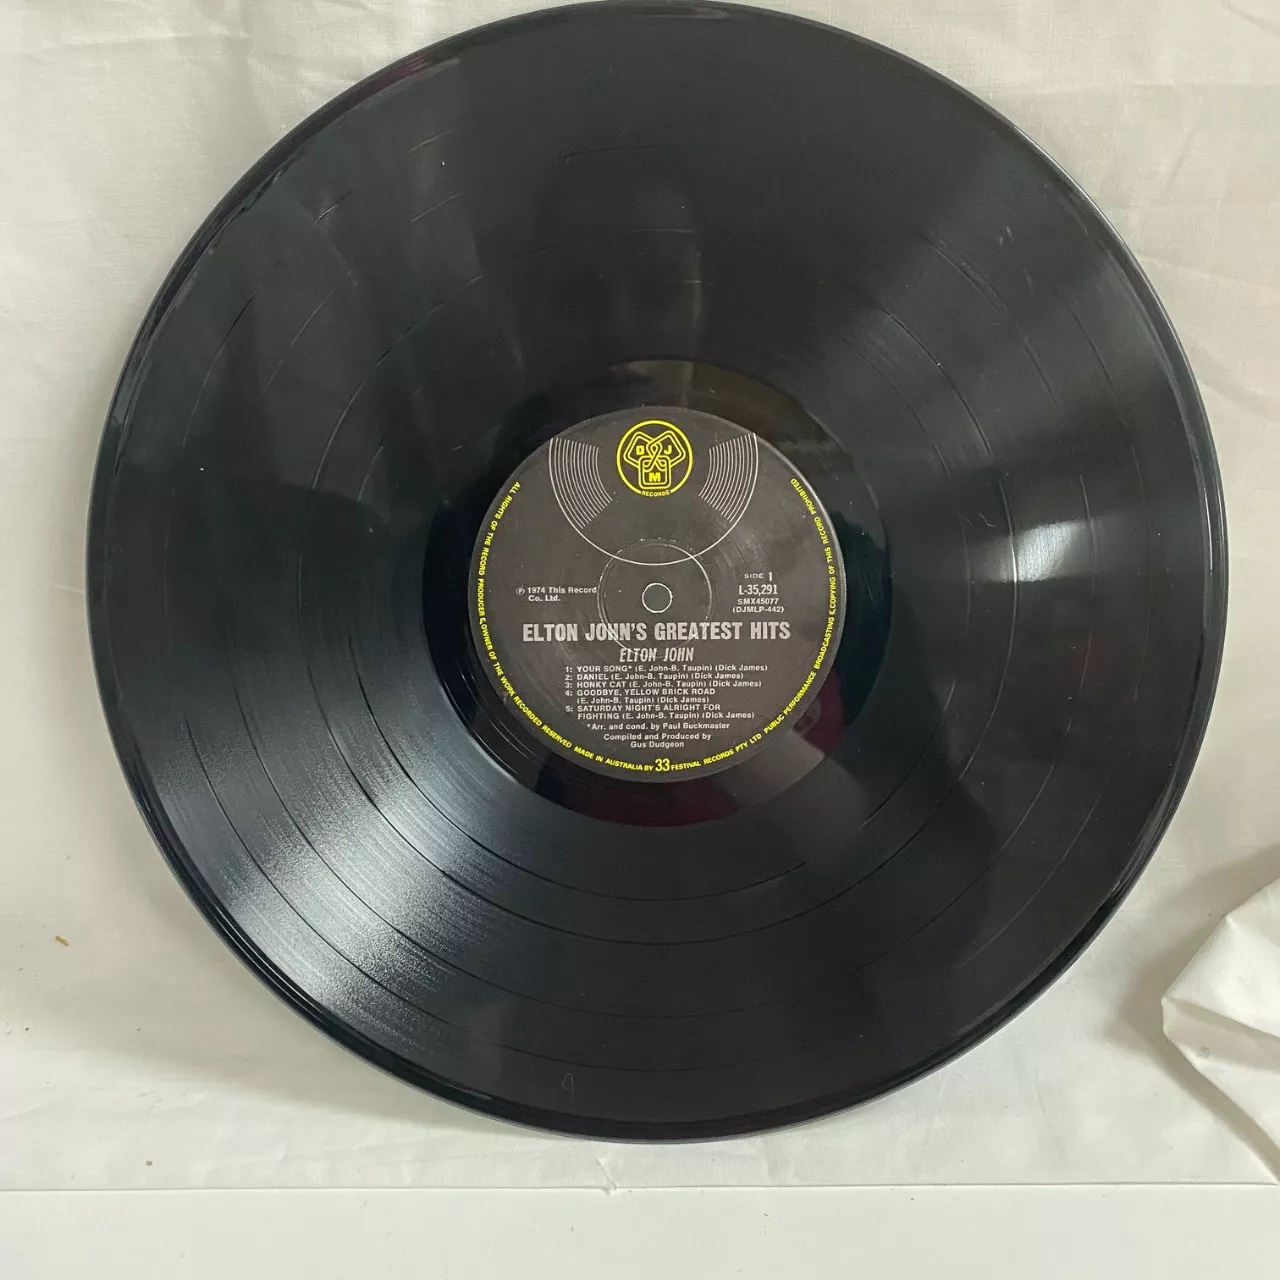 D J
M
RECORDS
SIDE 1
L-35,291
SMX45077
(DJMLP-442)
℗ 1974 This Record
Co. Ltd.
ELTON JOHN'S GREATEST HITS
ELTON JOHN
1: YOUR SONG* (E. John-B. Taupin) (Dick James)
2: DANIEL (E. John-B. Taupin) (Dick James)
3: HONKY CAT (E. John-B. Taupin) (Dick James)
4: GOODBYE, YELLOW BRICK ROAD
(E. John-B. Taupin) (Dick James)
5: SATURDAY NIGHT'S ALRIGHT FOR
FIGHTING (E. John-B. Taupin) (Dick James)
*Arr. and cond. by Paul Buckmaster
Compiled and Produced by
Gus Dudgeon
ALL RIGHTS OF THE RECORD PRODUCER & OWNER OF THE WORK RECORDED RESERVED MADE IN AUSTRALIA BY 33 FESTIVAL RECORDS PTY LTD PUBLIC PERFORMANCE BROADCASTING & COPYING OF THIS RECORD PROHIBITED